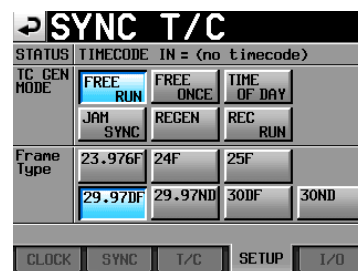 SYNC T/C
STATUS TIMECODE IN = (no timecode)
TC GEN MODE
FREE RUN
FREE ONCE
TIME OF DAY
JAM SYNC
REGEN
REC RUN
Frame Type
23.976F 24F 25F
29.97DF 29.97ND 30DF 30ND
CLOCK SYNC T/C SETUP I/O